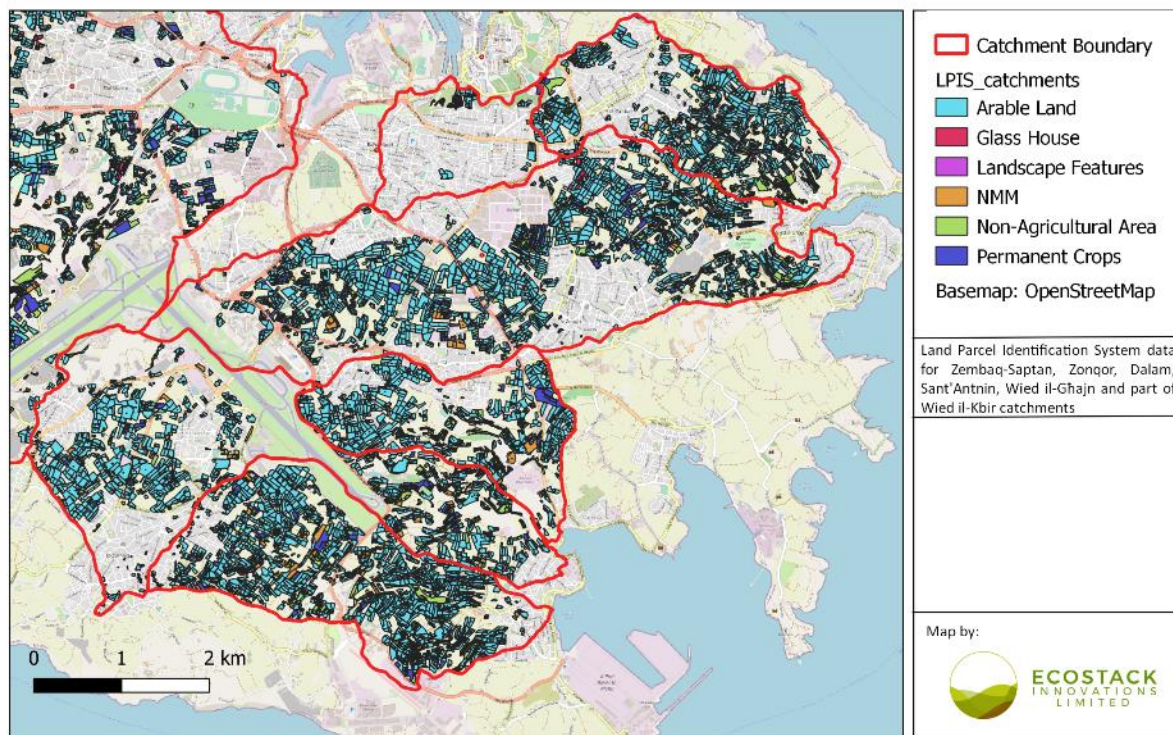 Catchment Boundary
LPIS_catchments
Arable Land
Glass House
Landscape Features
NMM
Non-Agricultural Area
Permanent Crops
Basemap: OpenStreetMap
Land Parcel Identification System data
for Zembaq-Saptan, Zonqor, Dalam,
Sant'Antnin, Wied il-Għajn and part of
Wied il-Kbir catchments
0 1 2 km
Map by:
ECOSTACK
INNOVATIONS
LIMITED